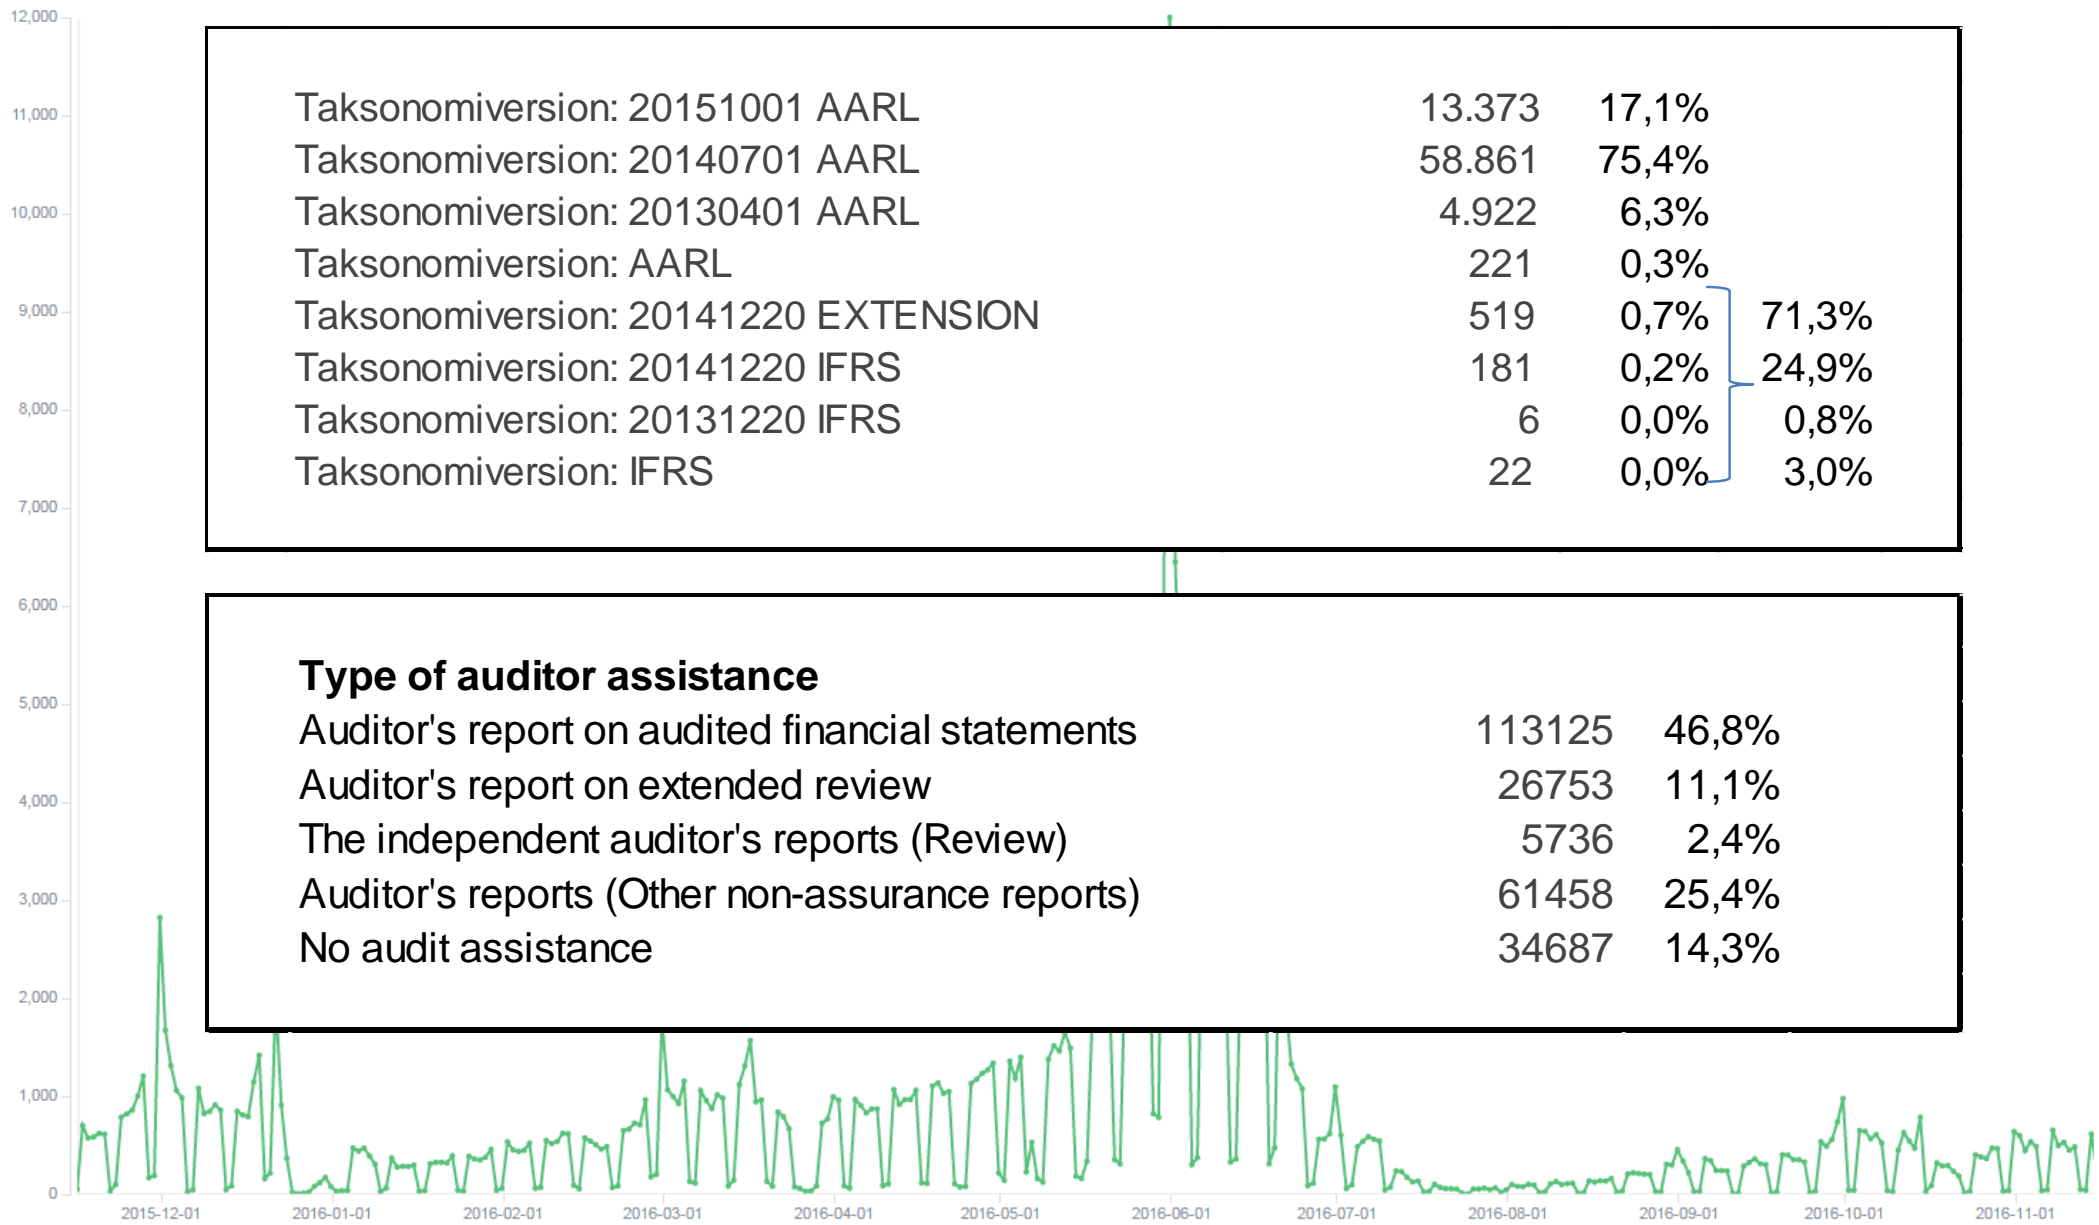 12,000
11,000
10,000
9,000
8,000
7,000
6,000
5,000
4,000
3,000
2,000
1,000
0
Taksonomiversion: 20151001 AARL 13.373 17,1%
Taksonomiversion: 20140701 AARL 58.861 75,4%
Taksonomiversion: 20130401 AARL 4.922 6,3%
Taksonomiversion: AARL 221 0,3%
Taksonomiversion: 20141220 EXTENSION 519 0,7% 71,3%
Taksonomiversion: 20141220 IFRS 181 0,2% 24,9%
Taksonomiversion: 20131220 IFRS 6 0,0% 0,8%
Taksonomiversion: IFRS 22 0,0% 3,0%
Type of auditor assistance
Auditor's report on audited financial statements 113125 46,8%
Auditor's report on extended review 26753 11,1%
The independent auditor's reports (Review) 5736 2,4%
Auditor's reports (Other non-assurance reports) 61458 25,4%
No audit assistance 34687 14,3%
2015-12-01 2016-01-01 2016-02-01 2016-03-01 2016-04-01 2016-05-01 2016-06-01 2016-07-01 2016-08-01 2016-09-01 2016-10-01 2016-11-01